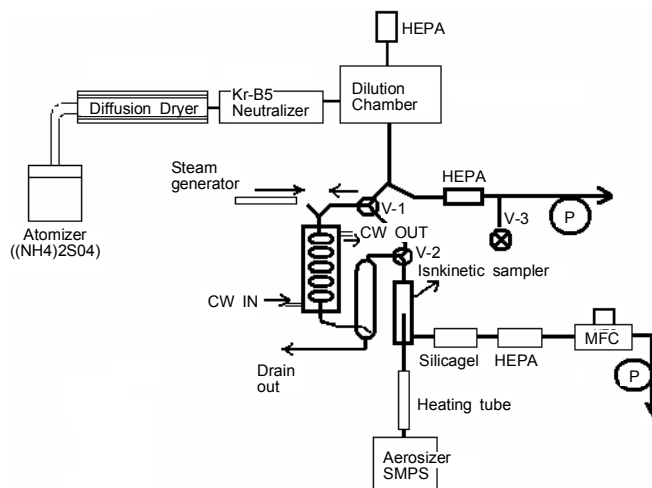 HEPA
Kr-B5
Neutralizer
Dilution
Chamber
Diffusion Dryer
Steam
generator
HEPA
V-1
P
V-3
Atomizer
((NH4)2S04)
CW OUT
V-2
Isnkinetic sampler
CW IN
Drain
out
Silicagel
HEPA
MFC
P
Heating tube
Aerosizer
SMPS